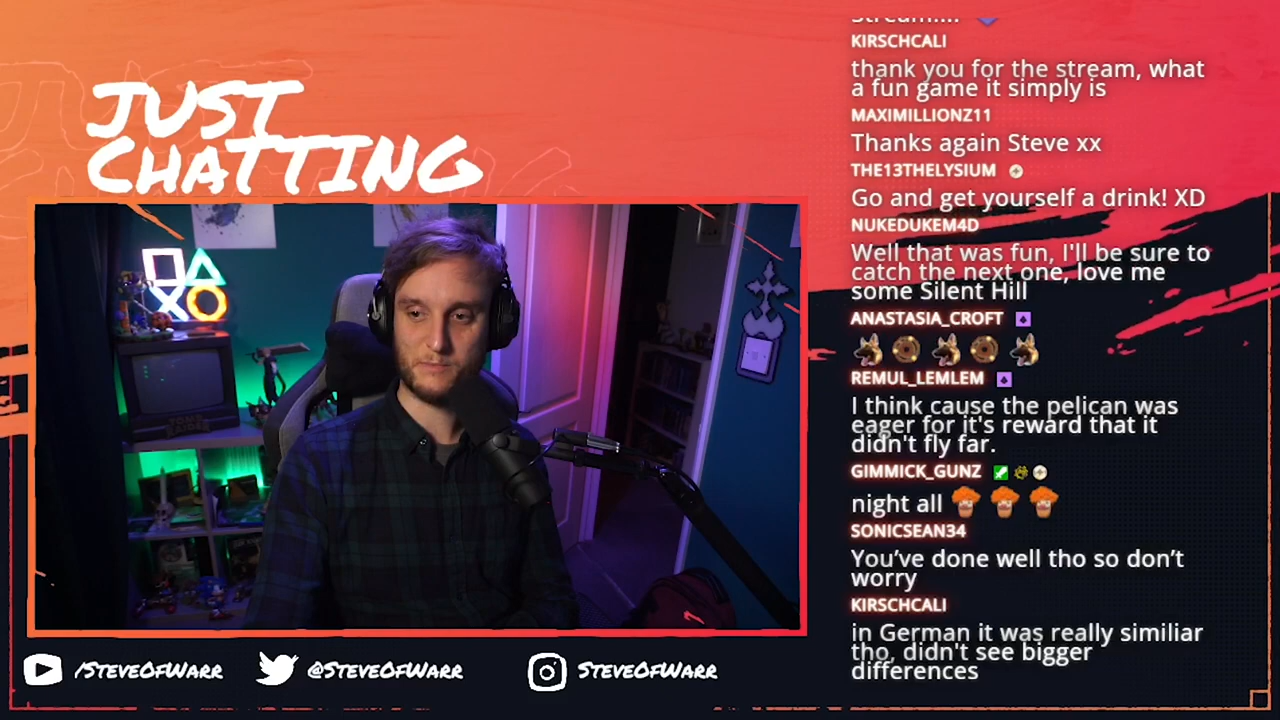 JUST
CHATTING
Stream....
KIRSCHCALI
thank you for the stream, what
a fun game it simply is
MAXIMILLIONZ11
Thanks again Steve xx
THE13THELYSIUM
Go and get yourself a drink! XD
NUKEDUKEM4D
Well that was fun, I'll be sure to
catch the next one, love me
some Silent Hill
ANASTASIA_CROFT
REMUL_LEMLEM
I think cause the pelican was
eager for it's reward that it
didn't fly far.
GIMMICK_GUNZ
night all
SONICSEAN34
You’ve done well tho so don’t
worry
KIRSCHCALI
in German it was really similiar
tho, didn't see bigger
differences
TOMB RAIDER
/SteveOfWarr
@SteveOfWarr
SteveOfWarr